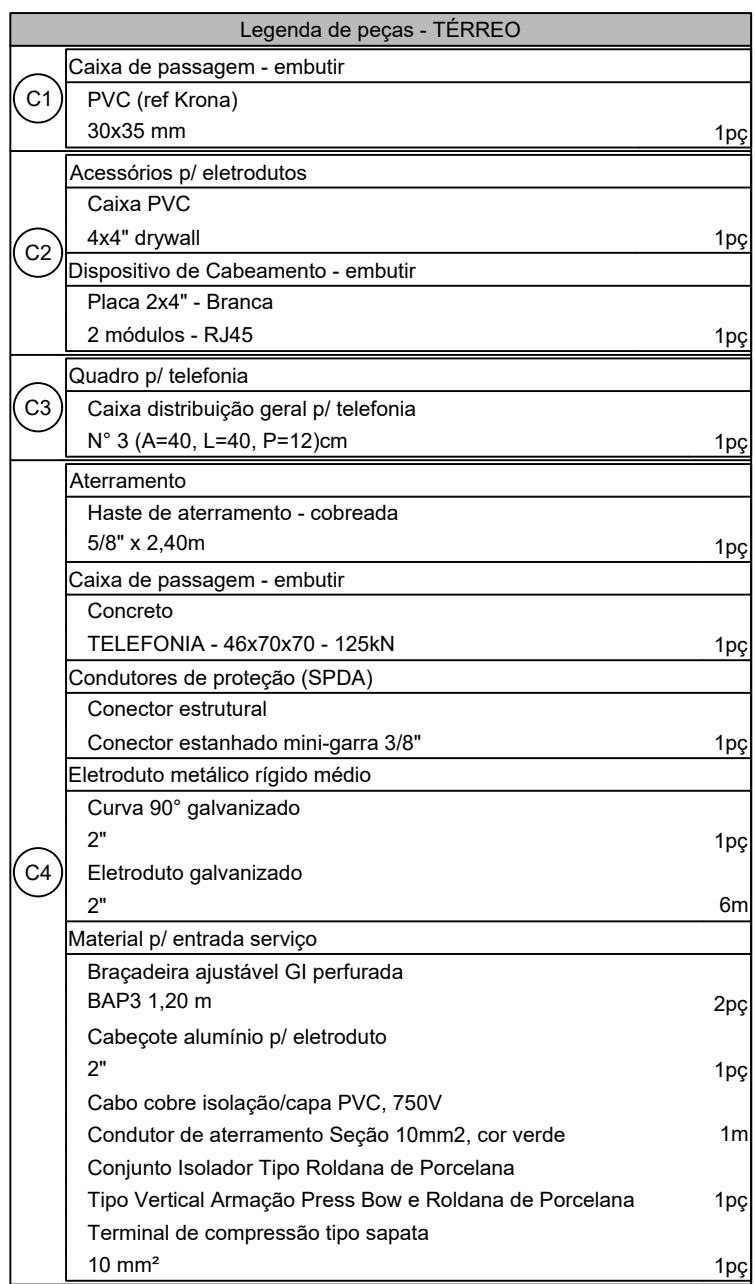 Legenda de peças - TÉRREO
C1
Caixa de passagem - embutir
PVC (ref Krona)
30x35 mm 1pç
C2
Acessórios p/ eletrodutos
Caixa PVC
4x4" drywall 1pç
Dispositivo de Cabeamento - embutir
Placa 2x4" - Branca
2 módulos - RJ45 1pç
C3
Quadro p/ telefonia
Caixa distribuição geral p/ telefonia
N° 3 (A=40, L=40, P=12)cm 1pç
C4
Aterramento
Haste de aterramento - cobreada
5/8" x 2,40m 1pç
Caixa de passagem - embutir
Concreto
TELEFONIA - 46x70x70 - 125kN 1pç
Condutores de proteção (SPDA)
Conector estrutural
Conector estanhado mini-garra 3/8" 1pç
Eletroduto metálico rígido médio
Curva 90° galvanizado
2" 1pç
Eletroduto galvanizado
2" 6m
Material p/ entrada serviço
Braçadeira ajustável GI perfurada
BAP3 1,20 m 2pç
Cabeçote alumínio p/ eletroduto
2" 1pç
Cabo cobre isolação/capa PVC, 750V
Condutor de aterramento Seção 10mm2, cor verde 1m
Conjunto Isolador Tipo Roldana de Porcelana
Tipo Vertical Armação Press Bow e Roldana de Porcelana 1pç
Terminal de compressão tipo sapata
10 mm² 1pç